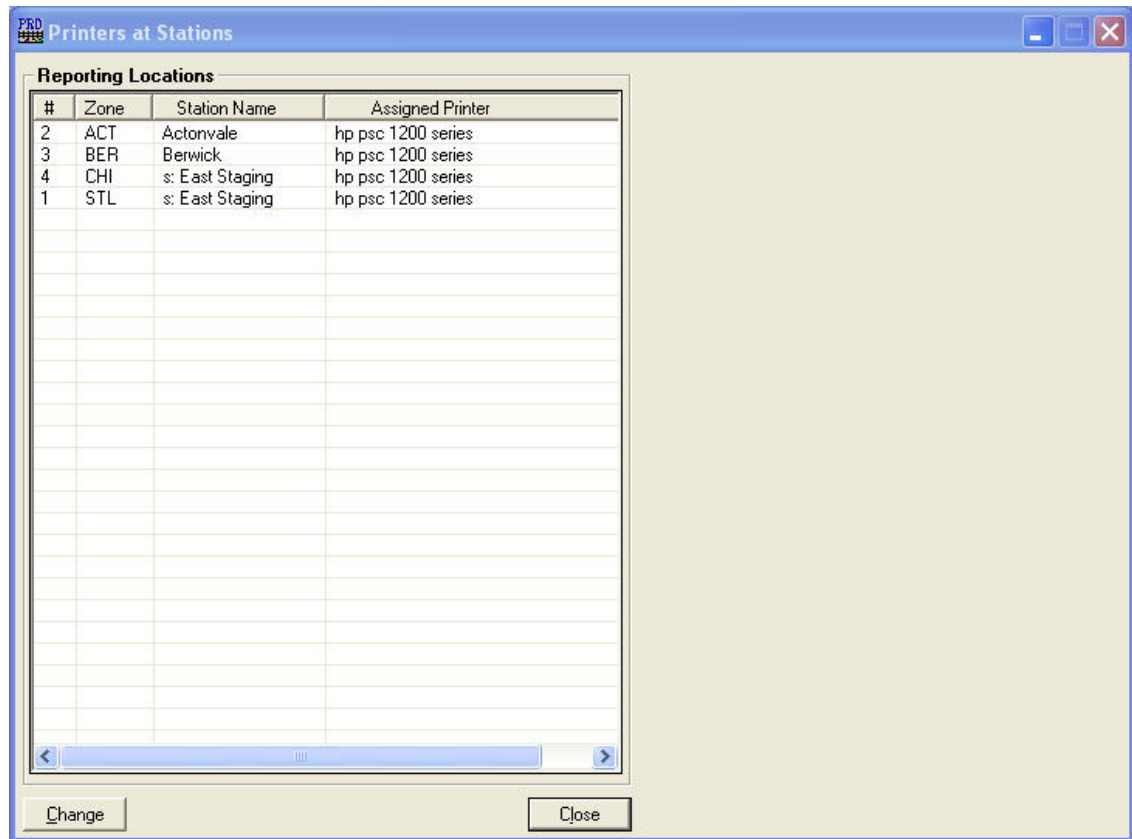 PRD Printers at Stations
Reporting Locations
# Zone Station Name Assigned Printer
2 ACT Actonvale hp psc 1200 series
3 BER Berwick hp psc 1200 series
4 CHI s: East Staging hp psc 1200 series
1 STL s: East Staging hp psc 1200 series
Change Close